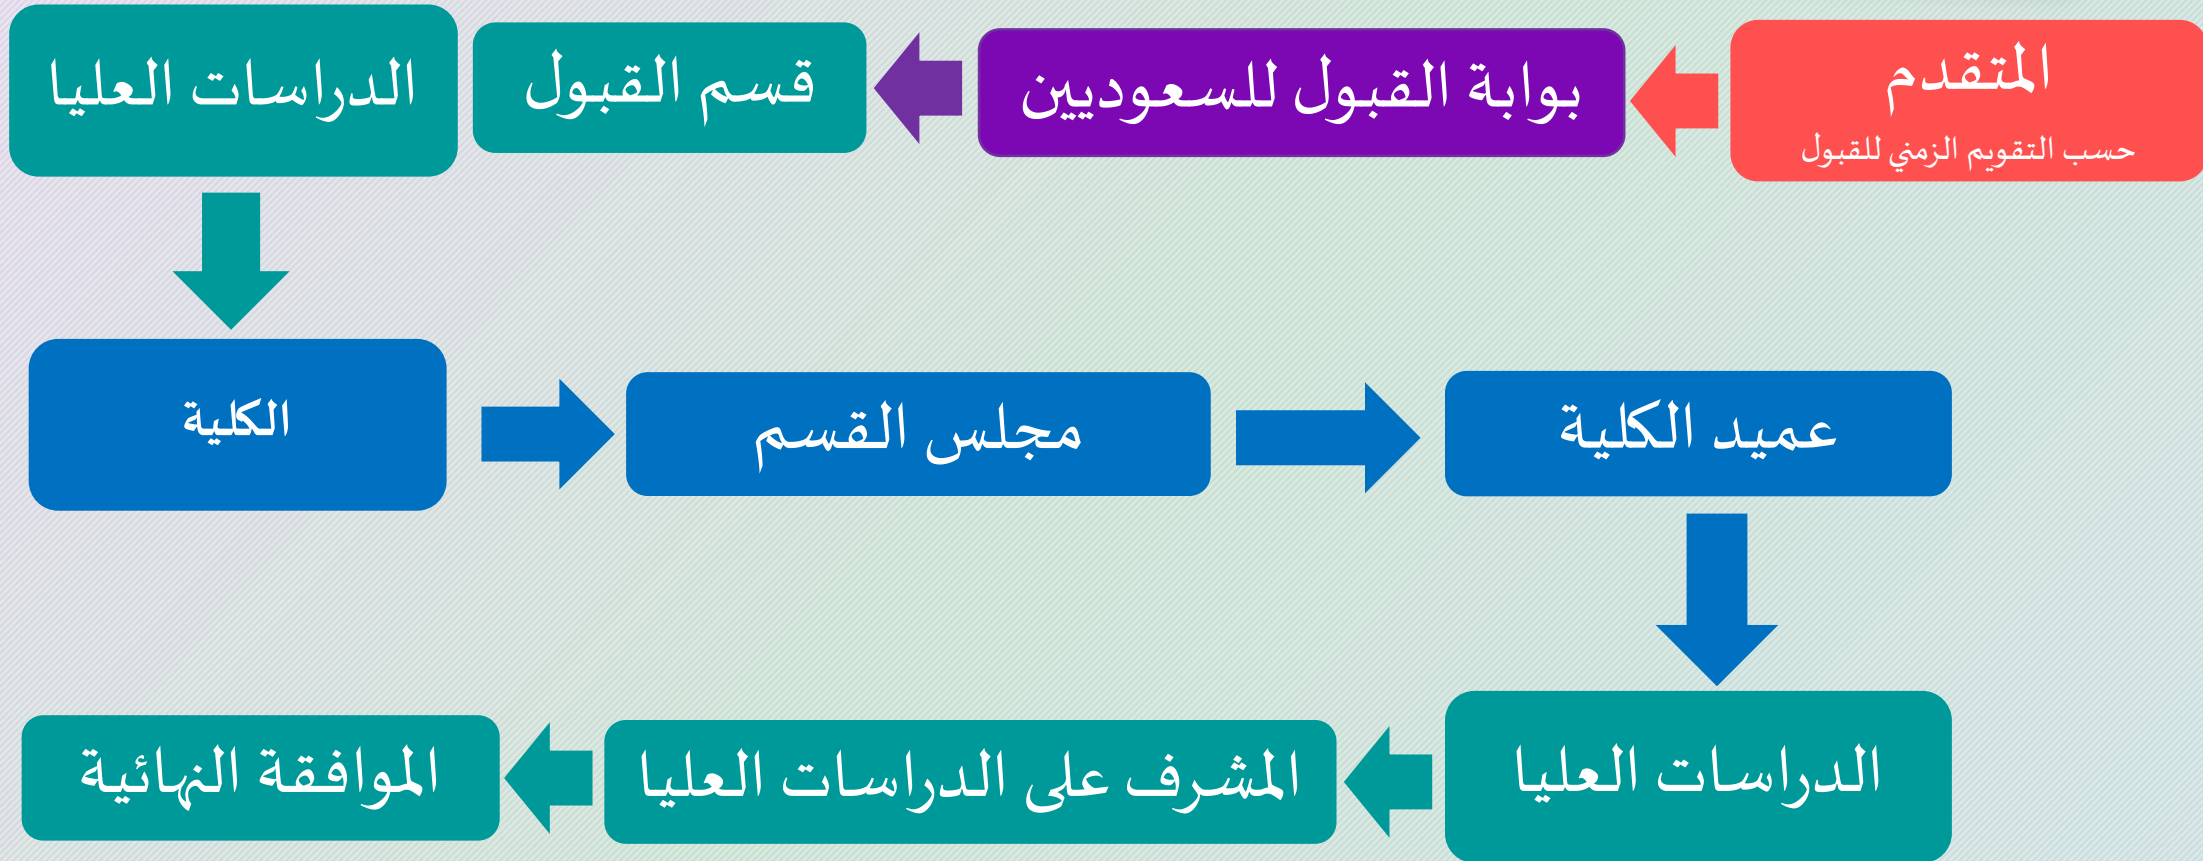 المتقدم
حسب التقويم الزمني للقبول
بوابة القبول للسعوديين
قسم القبول
الدراسات العليا
الكلية
مجلس القسم
عميد الكلية
الدراسات العليا
المشرف على الدراسات العليا
الموافقة النهائية